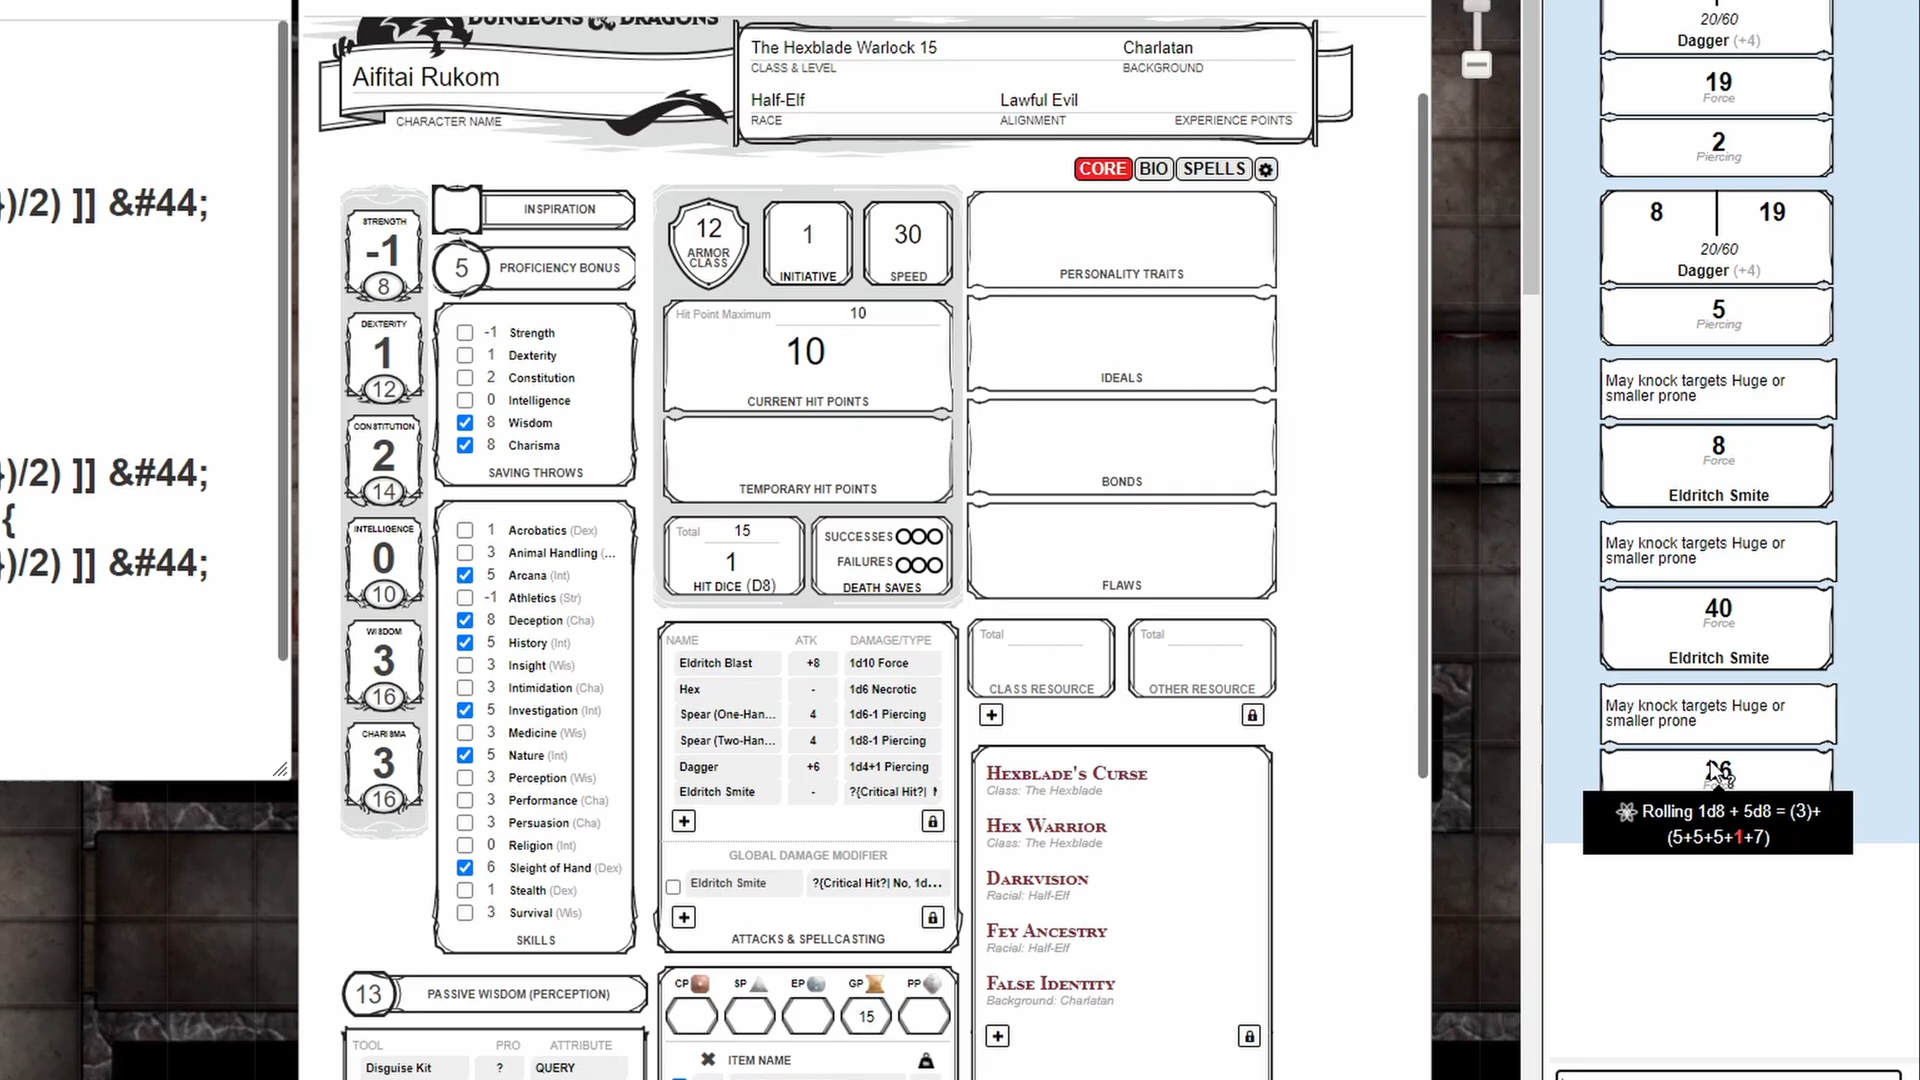 )/2) ]] &#44;
)/2) ]] &#44;
{
)/2) ]] &#44;
DUNGEONS & DRAGONS
Aifitai Rukom
CHARACTER NAME
The Hexblade Warlock 15
Charlatan
CLASS & LEVEL
BACKGROUND
Half-Elf
Lawful Evil
RACE
ALIGNMENT
EXPERIENCE POINTS
CORE BIO SPELLS
STRENGTH
-1
8
DEXTERITY
1
12
CONSTITUTION
2
14
INTELLIGENCE
0
10
WISDOM
3
16
CHARISMA
3
16
INSPIRATION
5 PROFICIENCY BONUS
-1 Strength
1 Dexterity
2 Constitution
0 Intelligence
8 Wisdom
8 Charisma
SAVING THROWS
1 Acrobatics (Dex)
3 Animal Handling (...
5 Arcana (Int)
-1 Athletics (Str)
8 Deception (Cha)
5 History (Int)
3 Insight (Wis)
3 Intimidation (Cha)
5 Investigation (Int)
3 Medicine (Wis)
5 Nature (Int)
3 Perception (Wis)
3 Performance (Cha)
3 Persuasion (Cha)
0 Religion (Int)
6 Sleight of Hand (Dex)
1 Stealth (Dex)
3 Survival (Wis)
SKILLS
13 PASSIVE WISDOM (PERCEPTION)
TOOL PRO ATTRIBUTE
Disguise Kit ? QUERY
12
ARMOR
CLASS
1
INITIATIVE
30
SPEED
Hit Point Maximum 10
10
CURRENT HIT POINTS
TEMPORARY HIT POINTS
Total 15
1
HIT DICE (D8)
SUCCESSES
FAILURES
DEATH SAVES
NAME ATK DAMAGE/TYPE
Eldritch Blast +8 1d10 Force
Hex - 1d6 Necrotic
Spear (One-Han... 4 1d6-1 Piercing
Spear (Two-Han... 4 1d8-1 Piercing
Dagger +6 1d4+1 Piercing
Eldritch Smite - ?{Critical Hit?|
GLOBAL DAMAGE MODIFIER
Eldritch Smite ?{Critical Hit?| No, 1d...
ATTACKS & SPELLCASTING
CP SP EP GP PP
15
ITEM NAME
PERSONALITY TRAITS
IDEALS
BONDS
FLAWS
Total
CLASS RESOURCE
Total
OTHER RESOURCE
HEXBLADE'S CURSE
Class: The Hexblade
HEX WARRIOR
Class: The Hexblade
DARKVISION
Racial: Half-Elf
FEY ANCESTRY
Racial: Half-Elf
FALSE IDENTITY
Background: Charlatan
20/60
Dagger (+4)
19
Force
2
Piercing
8 19
20/60
Dagger (+4)
5
Piercing
May knock targets Huge or
smaller prone
8
Force
Eldritch Smite
May knock targets Huge or
smaller prone
40
Force
Eldritch Smite
May knock targets Huge or
smaller prone
Rolling 1d8 + 5d8 = (3)+
(5+5+5+1+7)